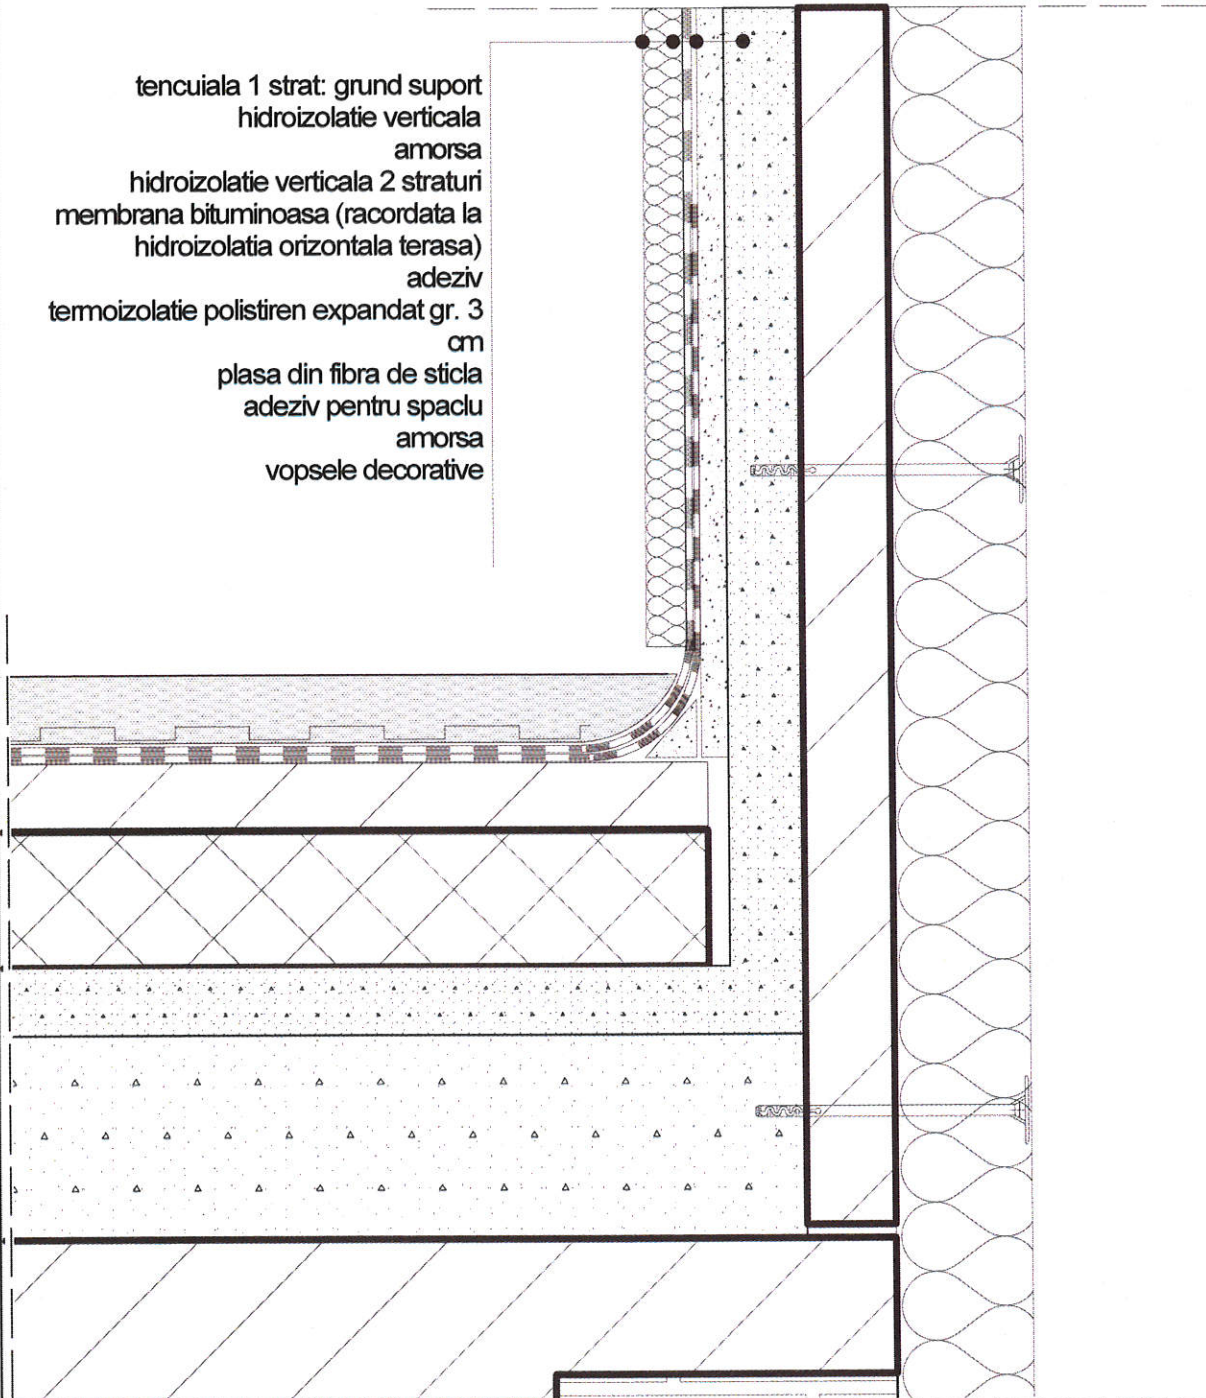 tencuiala 1 strat: grund suport
hidroizolatie verticala
amorsa
hidroizolatie verticala 2 straturi
membrana bituminoasa (racordata la
hidroizolatia orizontala terasa)
adeziv
termoizolatie polistiren expandat gr. 3
cm
plasa din fibra de sticla
adeziv pentru spaclu
amorsa
vopsele decorative